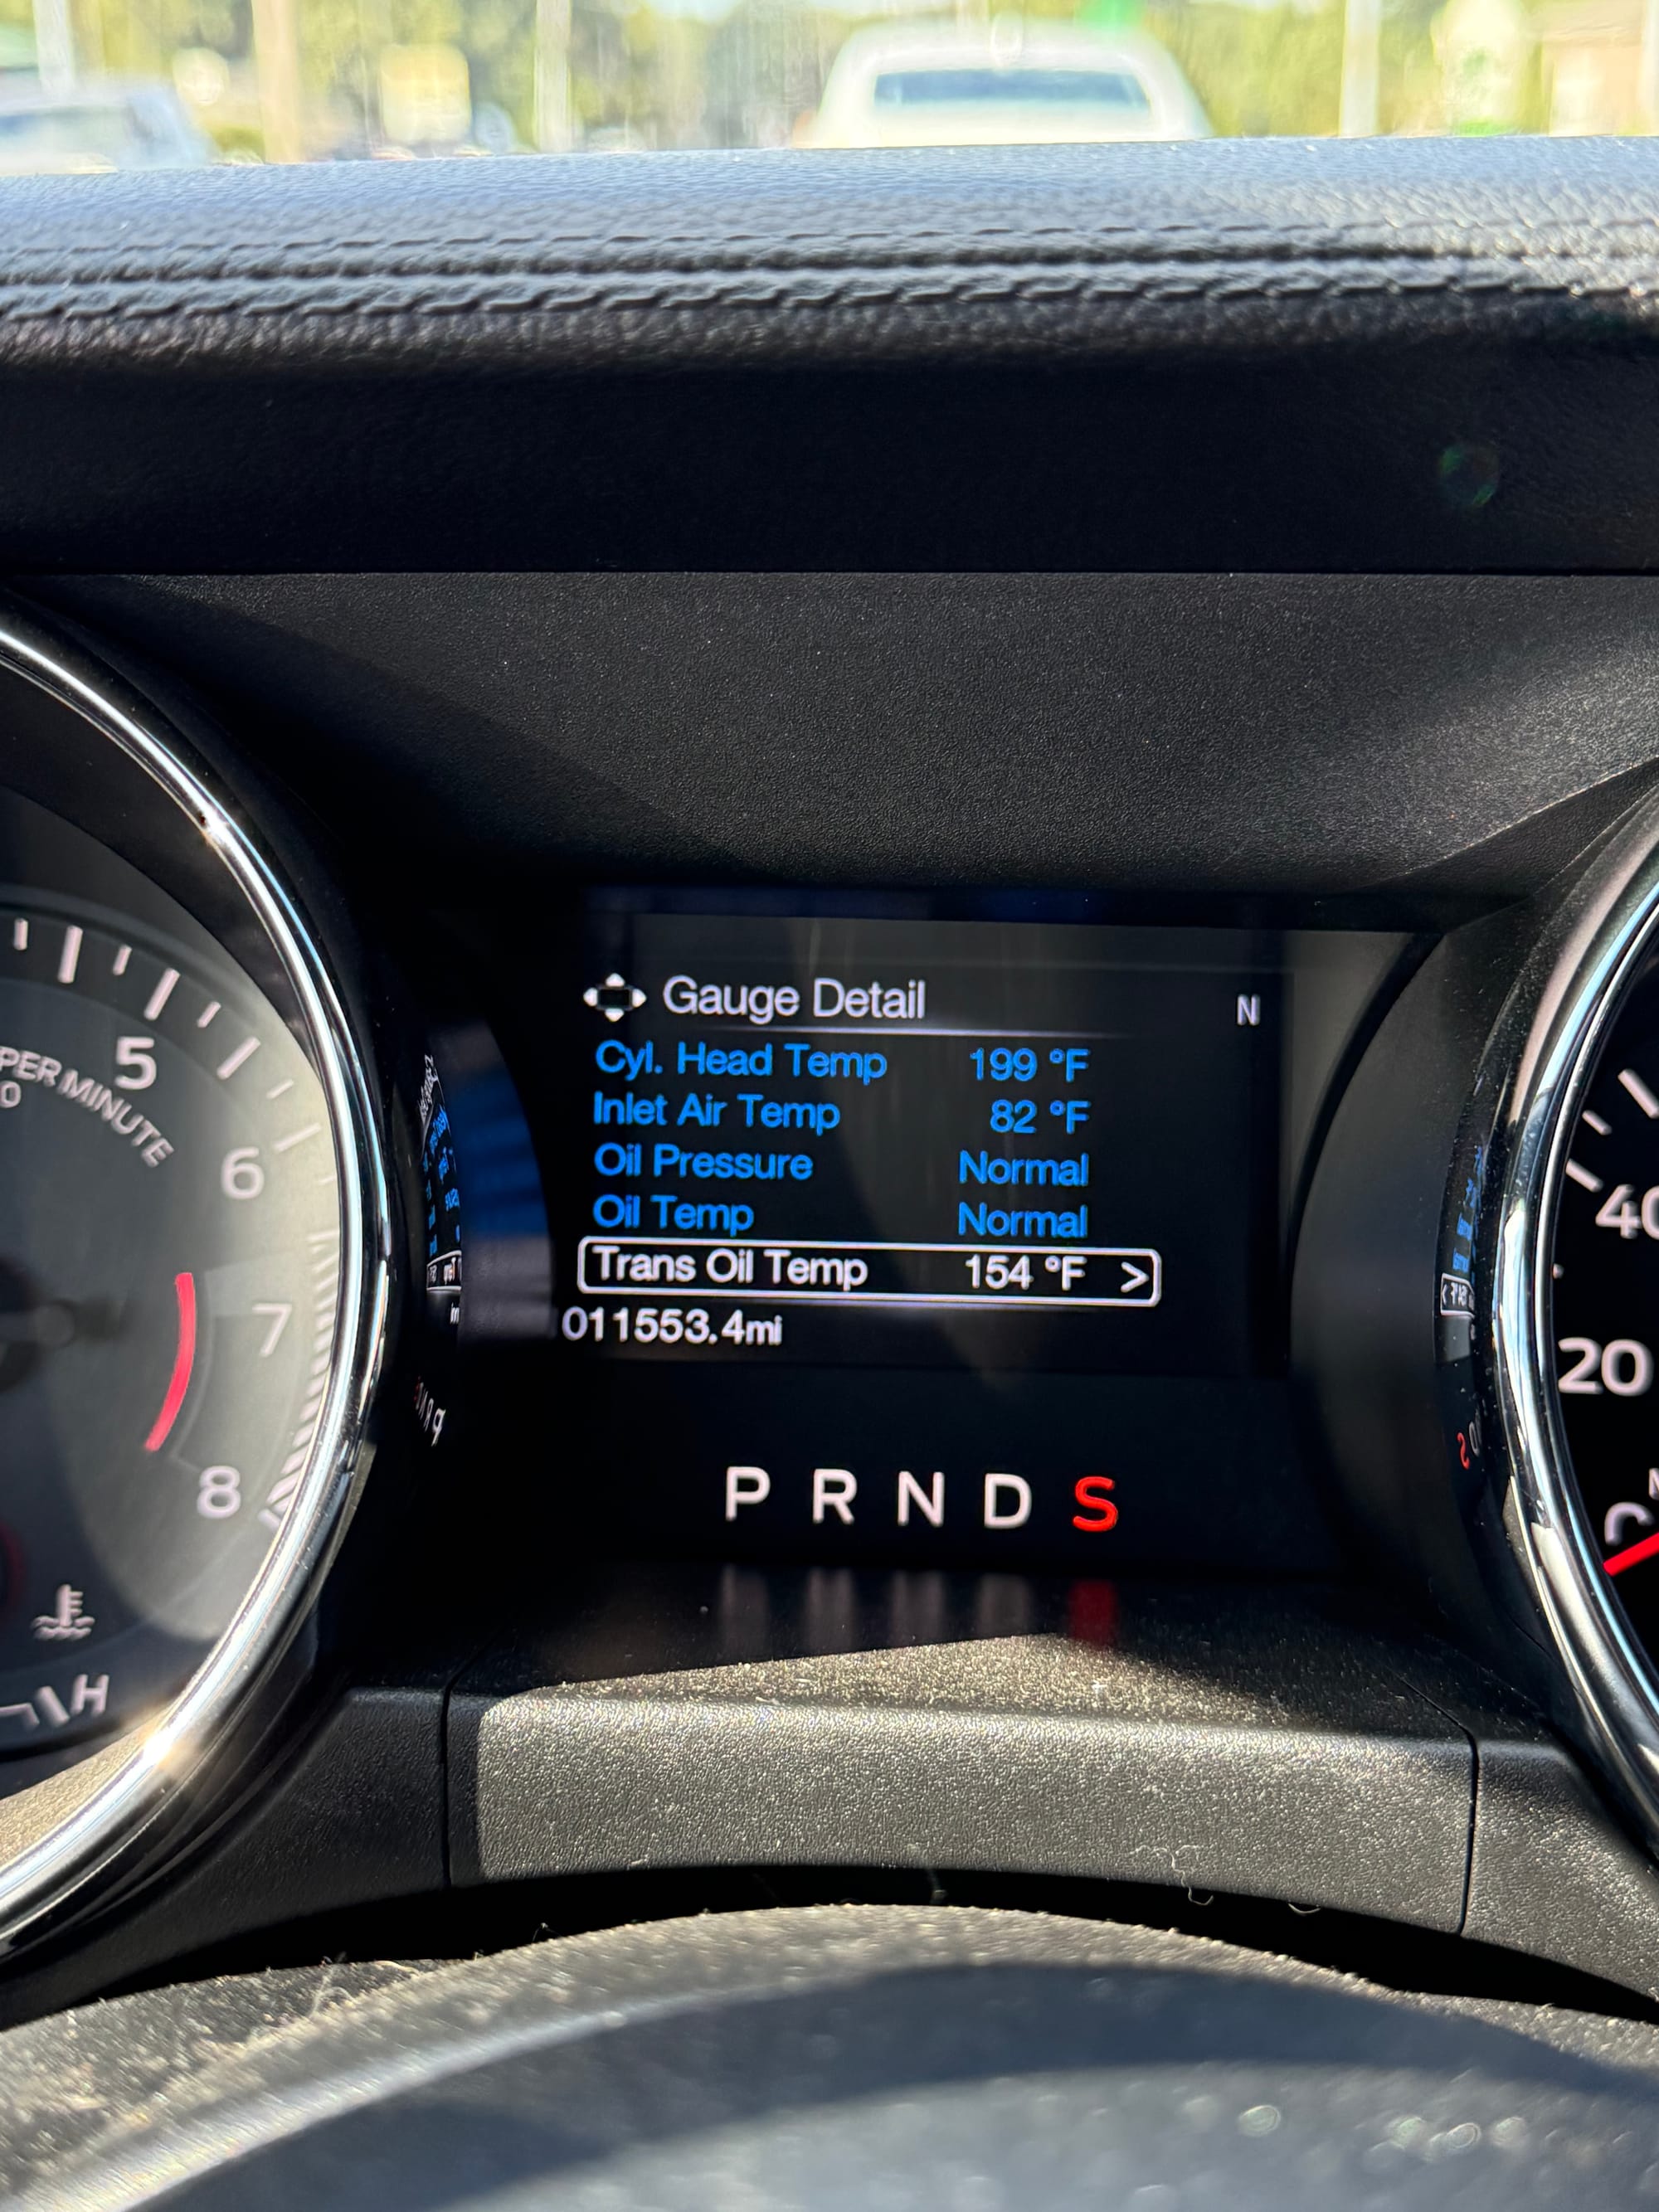 Gauge Detail N
Cyl. Head Temp 199 °F
Inlet Air Temp 82 °F
Oil Pressure Normal
Oil Temp Normal
Trans Oil Temp 154 °F >
011553.4mi
P R N D S
5
PER MINUTE
6
7
8
H
40
20
0